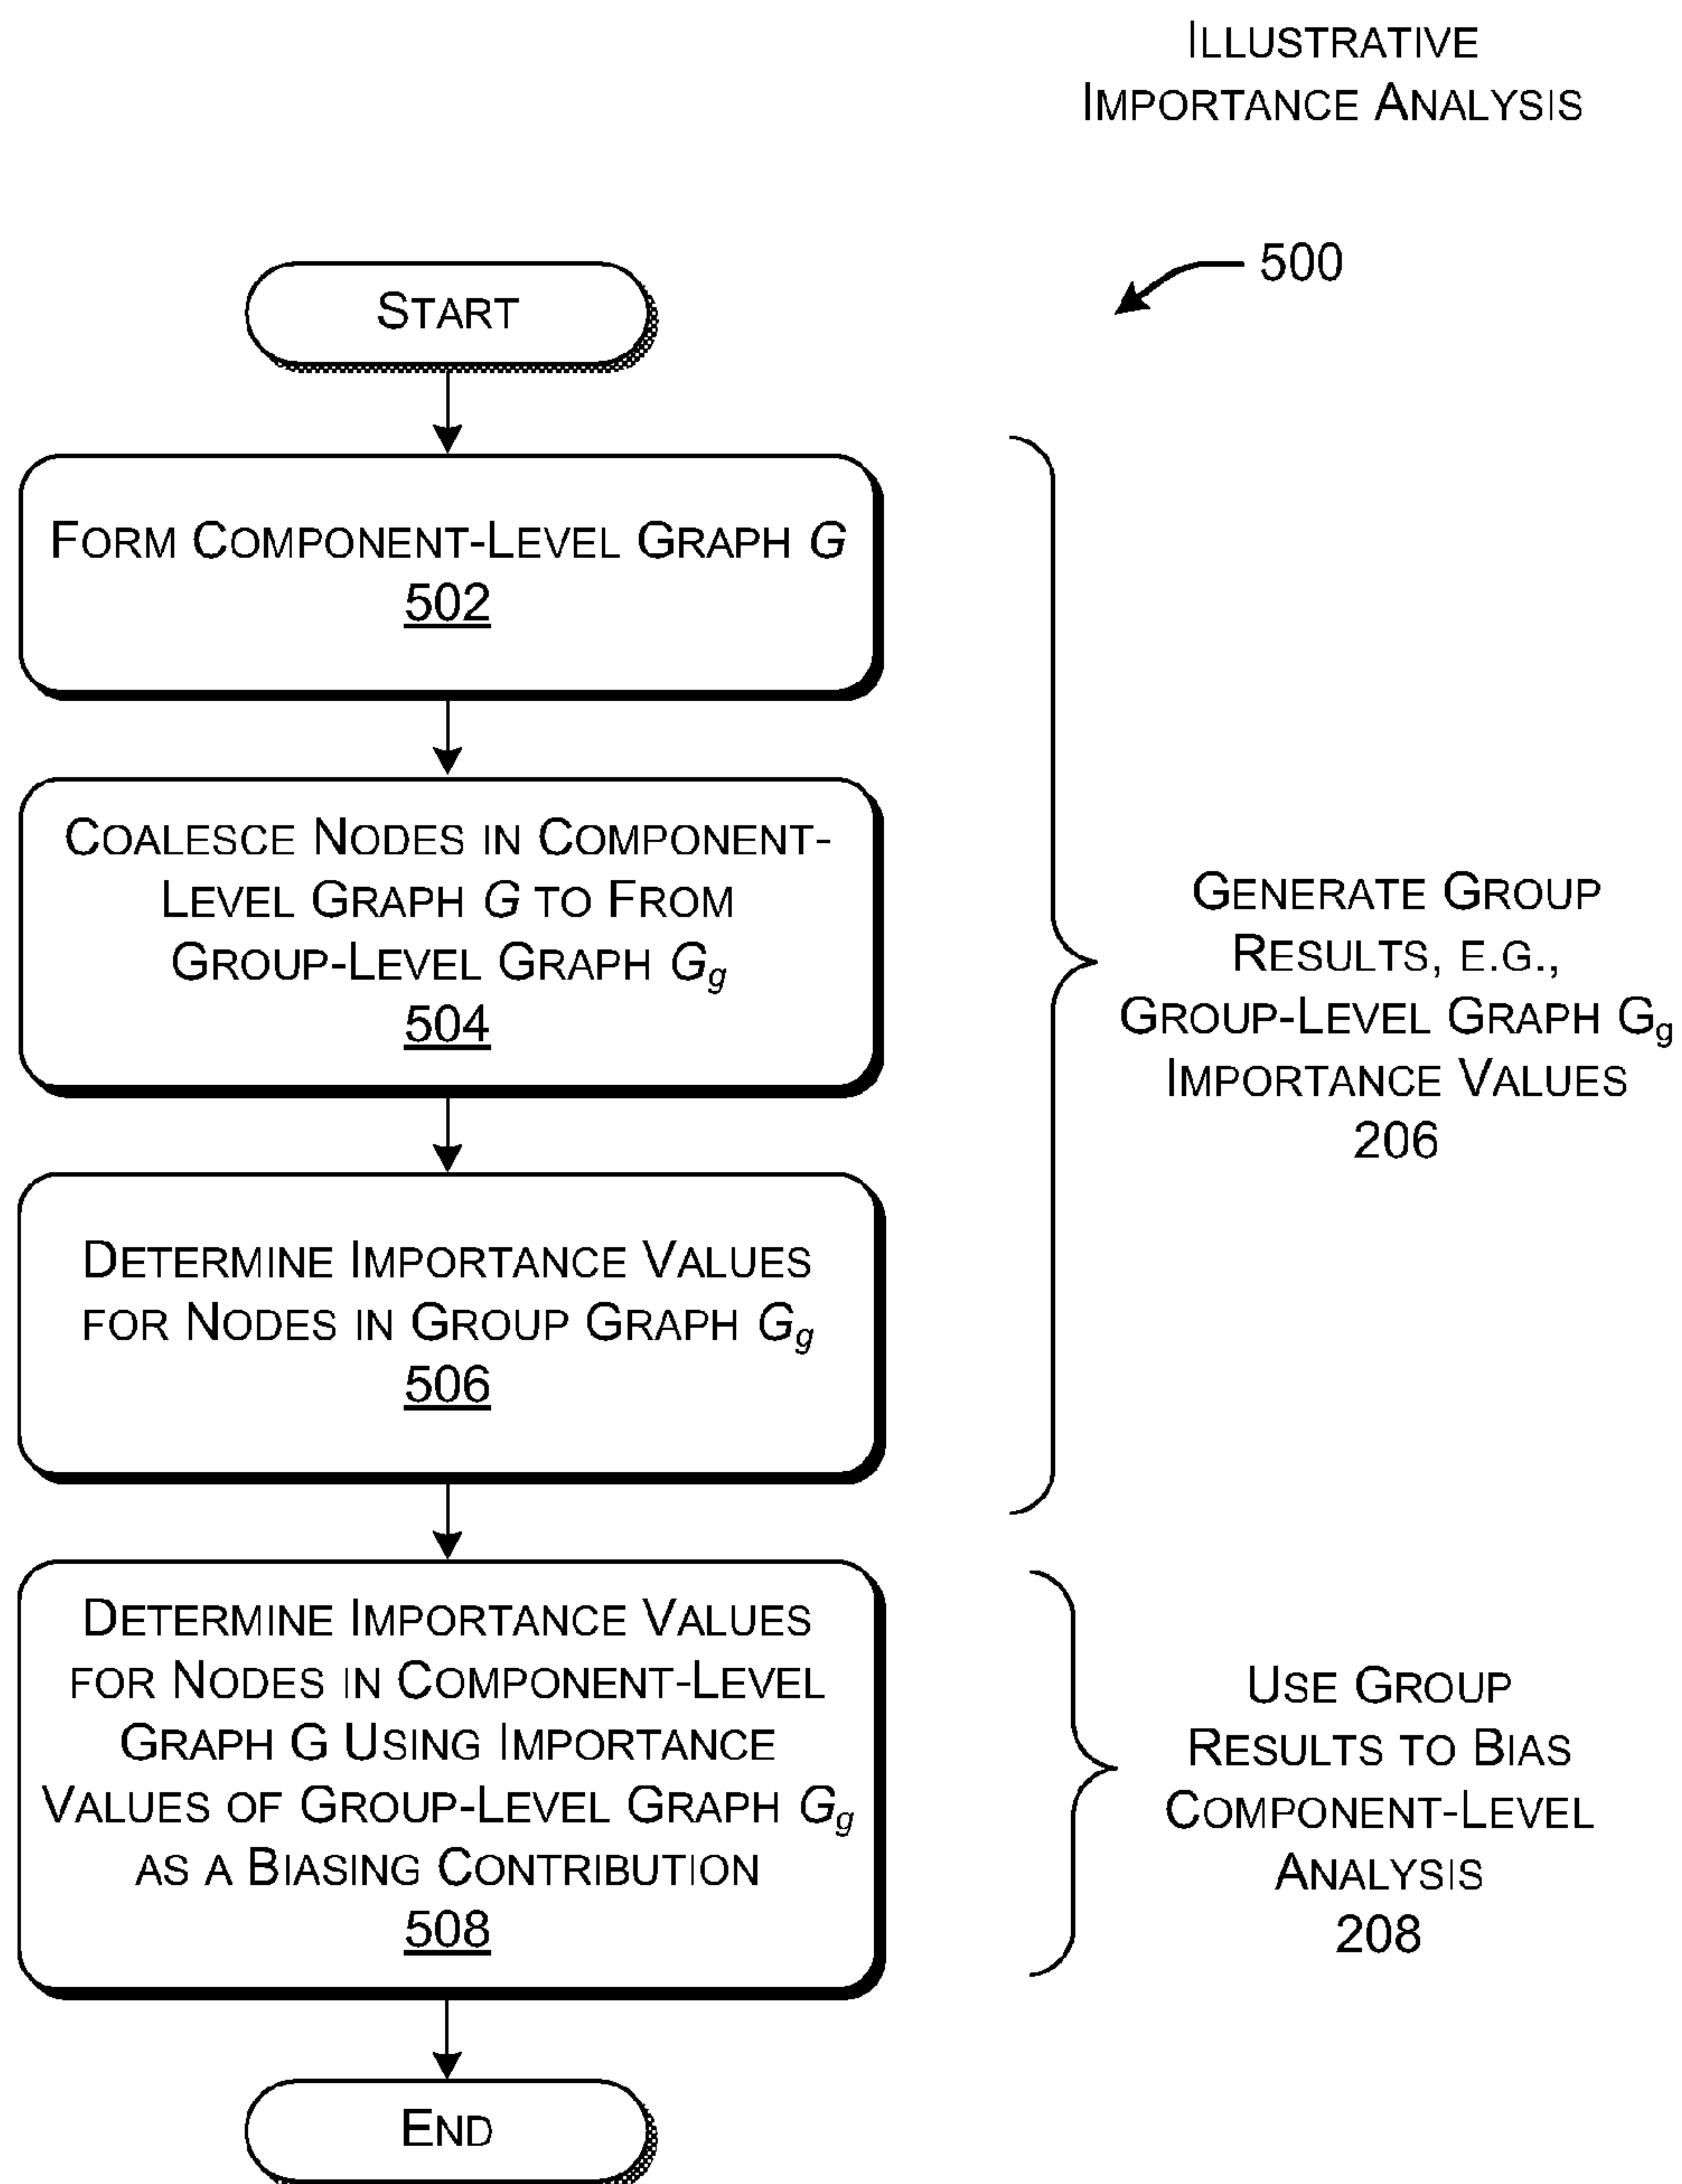 ILLUSTRATIVE
IMPORTANCE ANALYSIS
500
START
FORM COMPONENT-LEVEL GRAPH G
502
COALESCE NODES IN COMPONENT-
LEVEL GRAPH G TO FROM
GROUP-LEVEL GRAPH Gg
504
DETERMINE IMPORTANCE VALUES
FOR NODES IN GROUP GRAPH Gg
506
GENERATE GROUP
RESULTS, E.G.,
GROUP-LEVEL GRAPH Gg
IMPORTANCE VALUES
206
DETERMINE IMPORTANCE VALUES
FOR NODES IN COMPONENT-LEVEL
GRAPH G USING IMPORTANCE
VALUES OF GROUP-LEVEL GRAPH Gg
AS A BIASING CONTRIBUTION
508
USE GROUP
RESULTS TO BIAS
COMPONENT-LEVEL
ANALYSIS
208
END